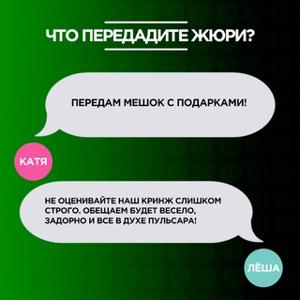 ЧТО ПЕРЕДАДИТЕ ЖЮРИ?
ПЕРЕДАМ МЕШОК С ПОДАРКАМИ!
КАТЯ
НЕ ОЦЕНИВАЙТЕ НАШ КРИНЖ СЛИШКОМ
СТРОГО. ОБЕЩАЕМ БУДЕТ ВЕСЕЛО,
ЗАДОРНО И ВСЕ В ДУХЕ ПУЛЬСАРА!
ЛЁША